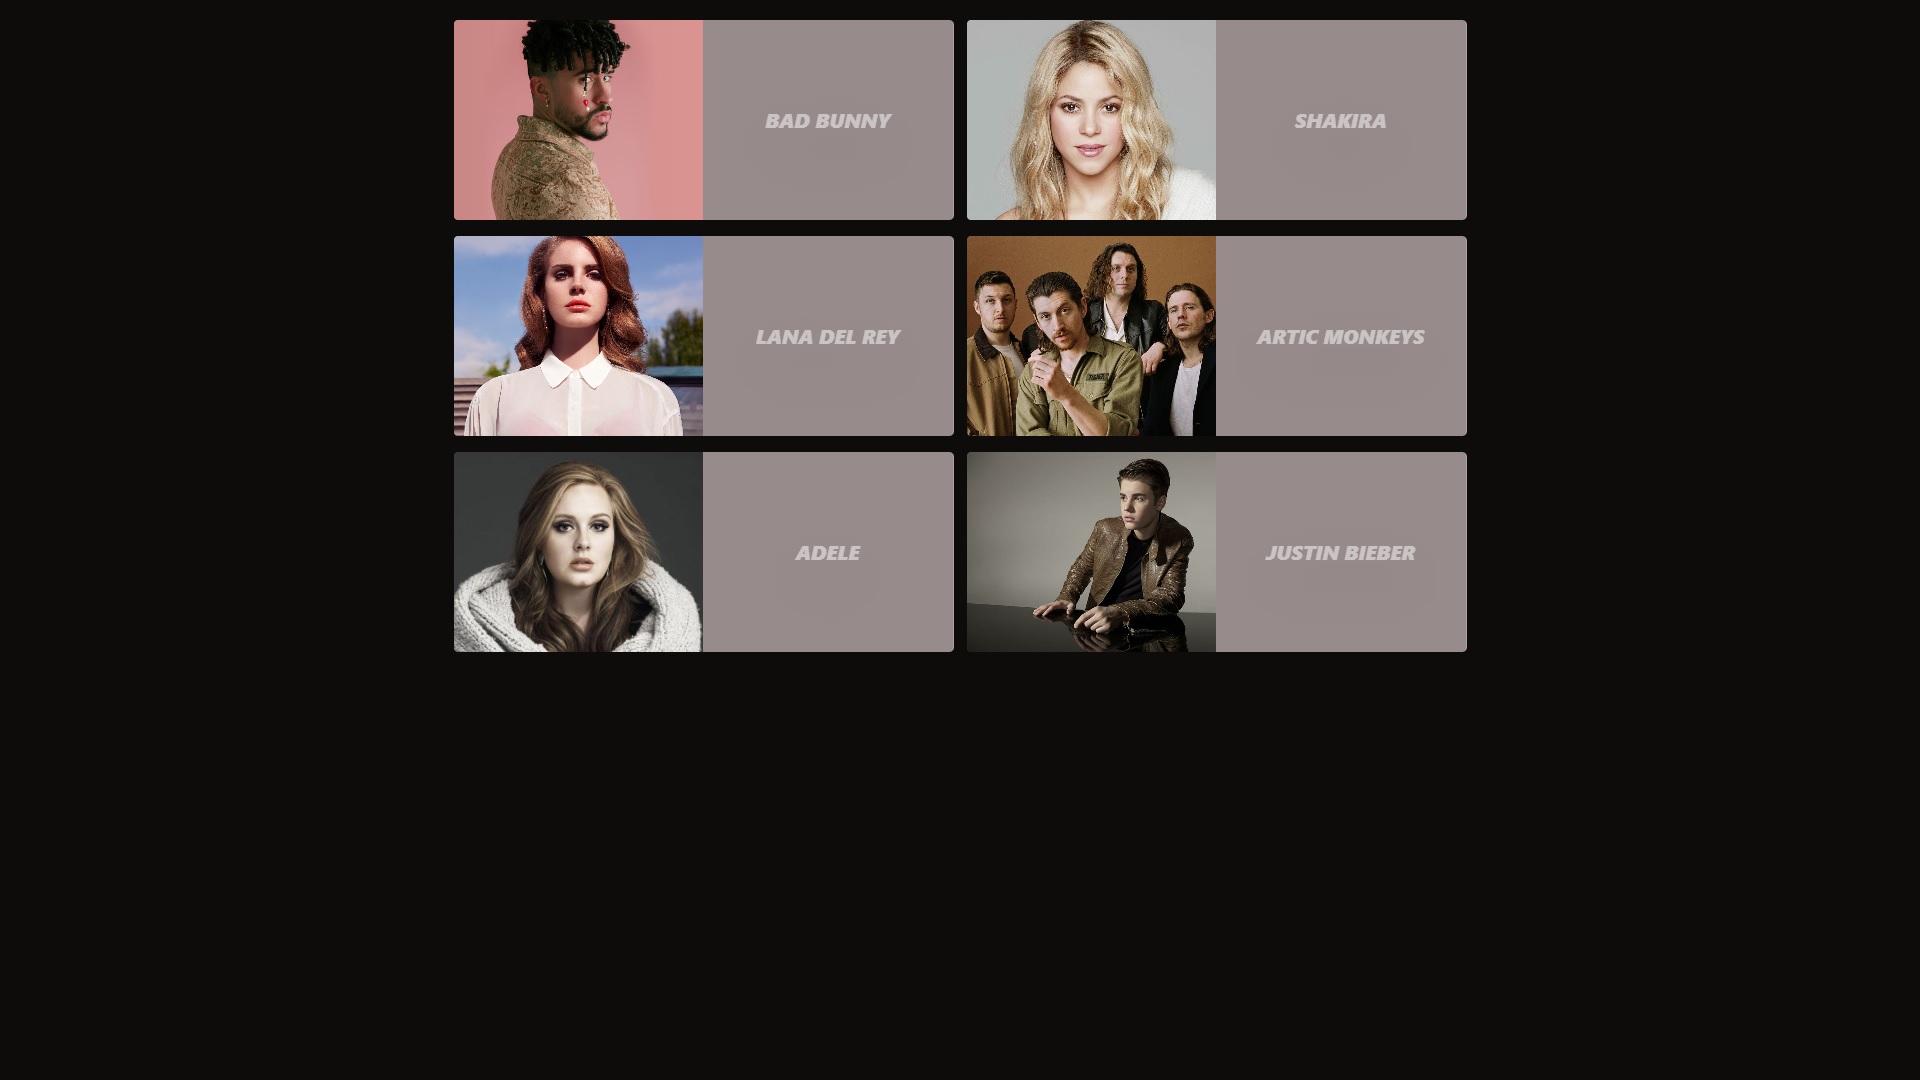 BAD BUNNY
SHAKIRA
LANA DEL REY
ARTIC MONKEYS
ADELE
JUSTIN BIEBER